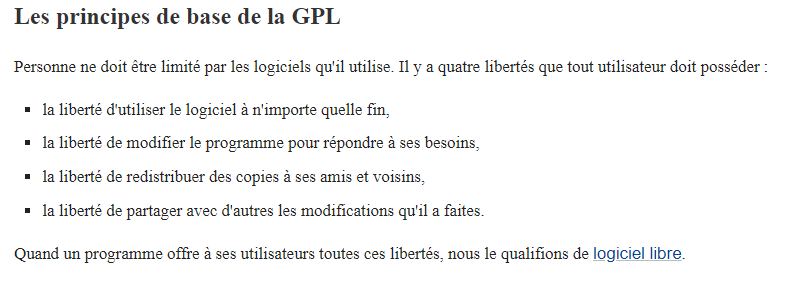 Les principes de base de la GPL
Personne ne doit être limité par les logiciels qu'il utilise. Il y a quatre libertés que tout utilisateur doit posséder :
▪ la liberté d'utiliser le logiciel à n'importe quelle fin,
▪ la liberté de modifier le programme pour répondre à ses besoins,
▪ la liberté de redistribuer des copies à ses amis et voisins,
▪ la liberté de partager avec d'autres les modifications qu'il a faites.
Quand un programme offre à ses utilisateurs toutes ces libertés, nous le qualifions de logiciel libre.